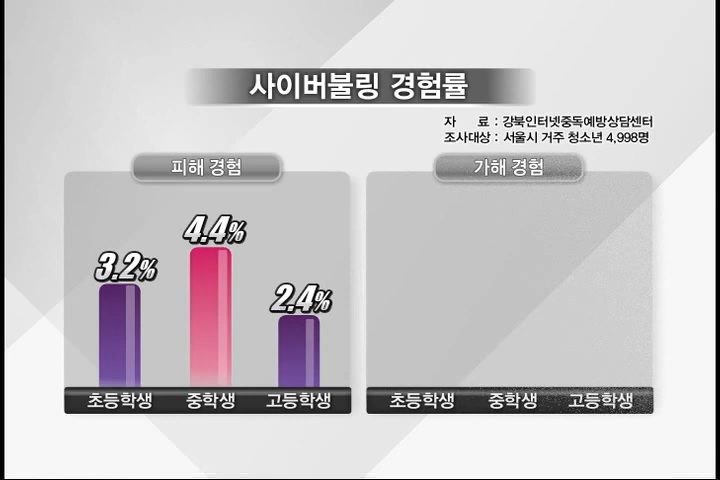 사이버불링 경험률
자 료 : 강북인터넷중독예방상담센터
조사대상 : 서울시 거주 청소년 4,998명
피해 경험
4.4%
3.2%
2.4%
초등학생 중학생 고등학생
가해 경험
초등학생 중학생 고등학생